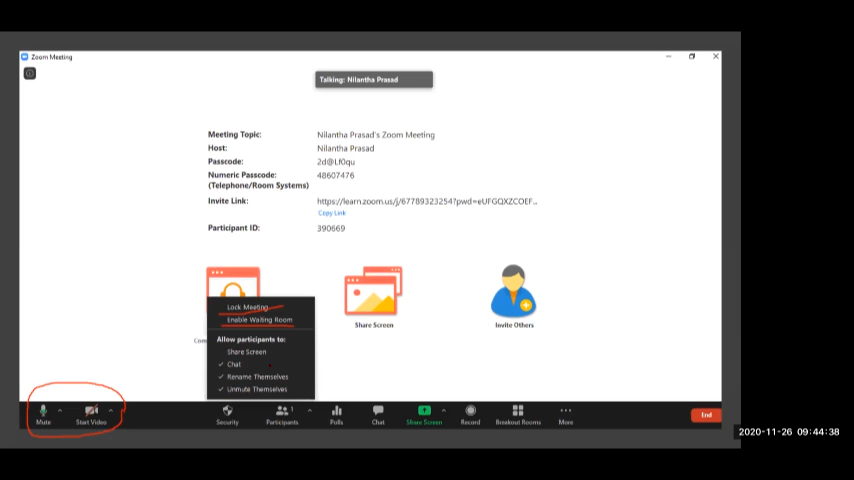 Zoom Meeting
Talking: Nilantha Prasad
Meeting Topic: Nilantha Prasad's Zoom Meeting
Host: Nilantha Prasad
Passcode: 2d@Lf0qu
Numeric Passcode: 48607476
(Telephone/Room Systems)
Invite Link: https://learn.zoom.us/j/67789323254?pwd=eUFGQXZCOEF...
Copy Link
Participant ID: 390669
Share Screen
Invite Others
Lock Meeting
Enable Waiting Room
Allow participants to:
Share Screen
Chat
Rename Themselves
Unmute Themselves
Mute Start Video Security Participants 1 Polls Chat Share Screen Record Breakout Rooms More End
2020-11-26 09:44:38